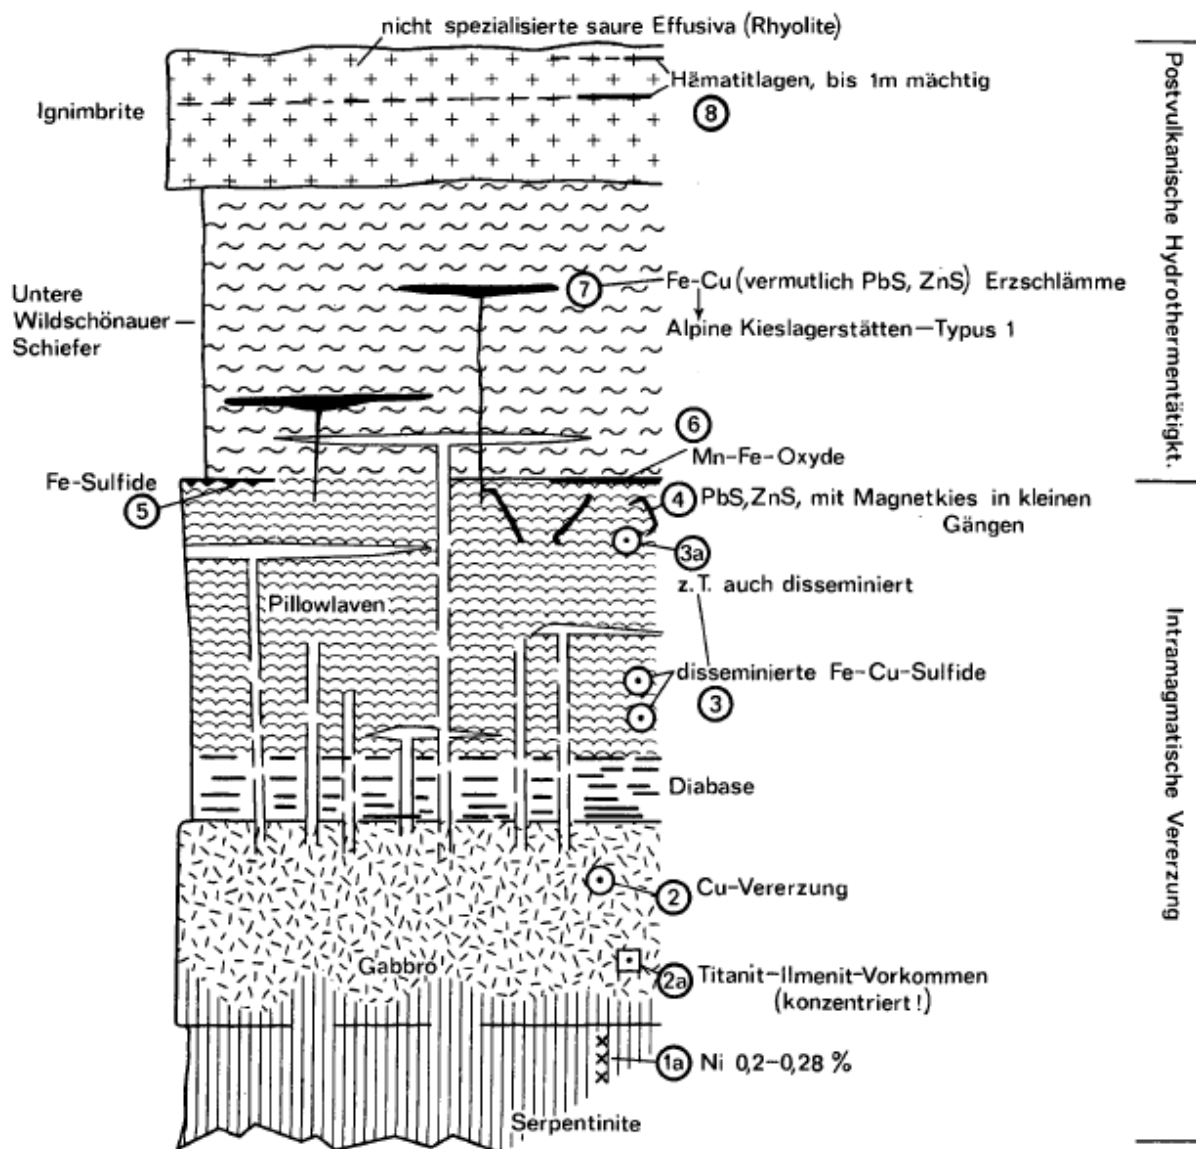 nicht spezialisierte saure Effusiva (Rhyolite)
Hämatitlagen, bis 1m mächtig
8
Ignimbrite
7
Fe-Cu (vermutlich PbS, ZnS) Erzschlämme
Alpine Kieslagerstätten—Typus 1
Untere
Wildschönauer
Schiefer
6
Mn-Fe-Oxyde
Fe-Sulfide
5
4
PbS, ZnS, mit Magnetkies in kleinen
Gängen
3a
z.T. auch disseminiert
Pillowlaven
disseminierte Fe-Cu-Sulfide
3
Diabase
2
Cu-Vererzung
Gabbro
2a
Titanit-Ilmenit-Vorkommen
(konzentriert!)
1a
Ni 0,2-0,28 %
Serpentinite
Postvulkanische Hydrothermentätigkt.
Intramagmatische Vererzung